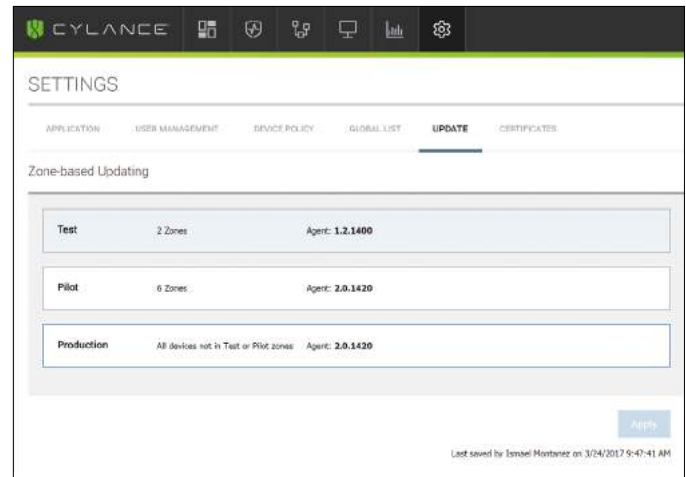 CYLANCE
SETTINGS
APPLICATION USER MANAGEMENT DEVICE POLICY GLOBAL LIST UPDATE CERTIFICATES
Zone-based Updating
Test 2 Zones Agent: 1.2.1400
Pilot 6 Zones Agent: 2.0.1420
Production All devices not in Test or Pilot zones Agent: 2.0.1420
Apply
Last saved by Ismael Montanez on 3/24/2017 9:47:41 AM